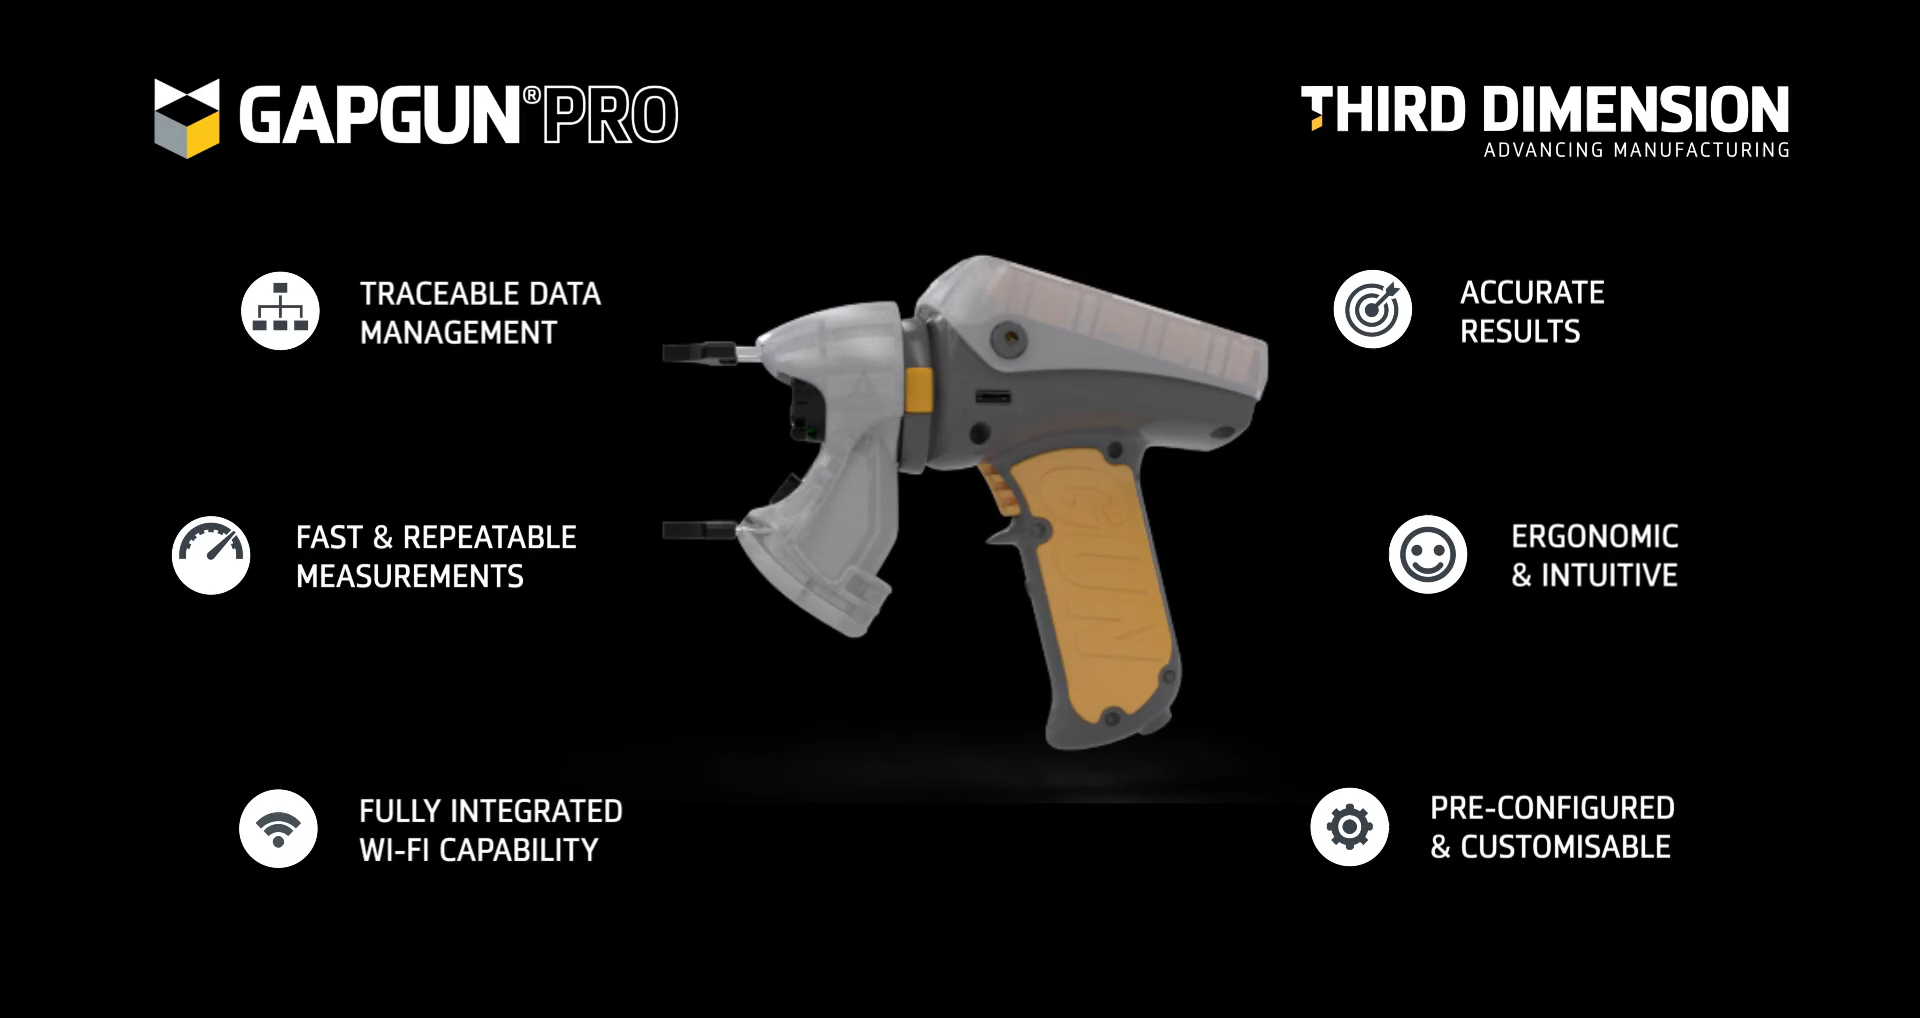 GAPGUN®PRO
THIRD DIMENSION
ADVANCING MANUFACTURING
TRACEABLE DATA
MANAGEMENT
ACCURATE
RESULTS
FAST & REPEATABLE
MEASUREMENTS
ERGONOMIC
& INTUITIVE
GUN
FULLY INTEGRATED
WI-FI CAPABILITY
PRE-CONFIGURED
& CUSTOMISABLE